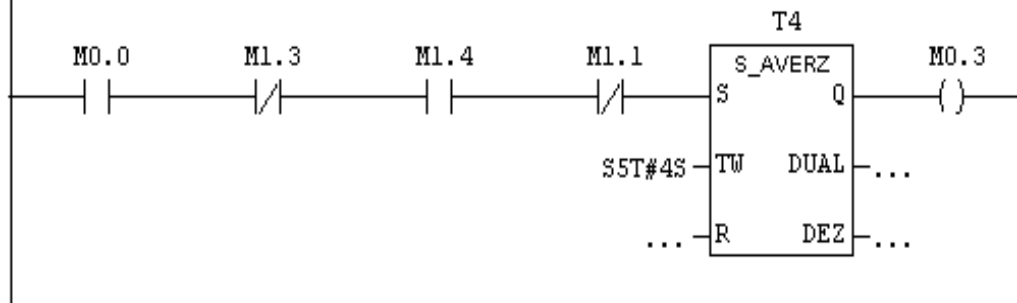 T4
M0.0 M1.3 M1.4 M1.1 S_AVERZ M0.3
S Q
S5T#4S TW DUAL ...
... R DEZ ...